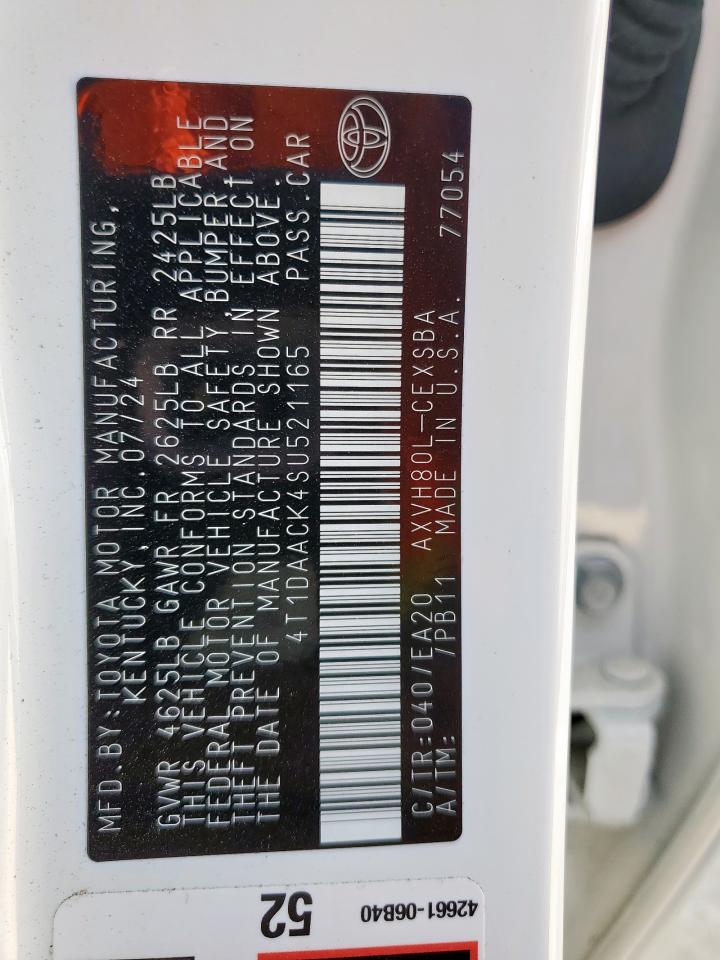 MFD.BY:TOYOTA MOTOR MANUFACTURING,
KENTUCKY,INC.07/24
GVWR 4625LB GAWR FR 2625LB RR 2425LB
THIS VEHICLE CONFORMS TO ALL APPLICABLE
FEDERAL MOTOR VEHICLE SAFETY,BUMPER,AND
THEFT PREVENTION STANDARDS IN EFFECT ON
THE DATE OF MANUFACTURE SHOWN ABOVE.
4T1DAACK4SU521165 PASS.CAR
C/TR:040/EA20 AXVH80L-CEXSBA
A/TM: /PB11 MADE IN U.S.A. 77054
52
42661-06B40